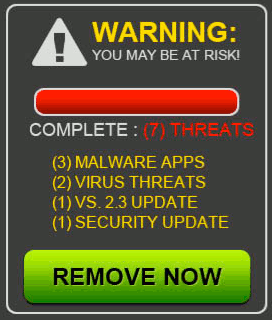 WARNING:
YOU MAY BE AT RISK!
COMPLETE : (7) THREATS
(3) MALWARE APPS
(2) VIRUS THREATS
(1) VS. 2.3 UPDATE
(1) SECURITY UPDATE
REMOVE NOW